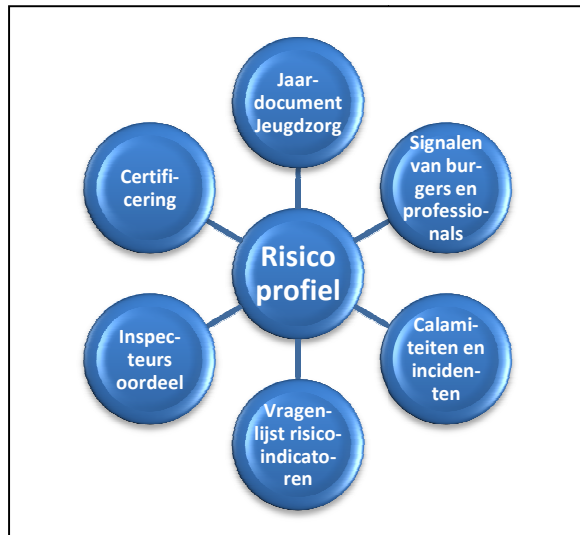 Jaar-
document
Jeugdzorg
Signalen
van bur-
gers en
professio-
nals
Certifi-
cering
Risico
profiel
Inspec-
teurs
oordeel
Calami-
teiten en
inciden-
ten
Vragen-
lijst risico-
indicato-
ren